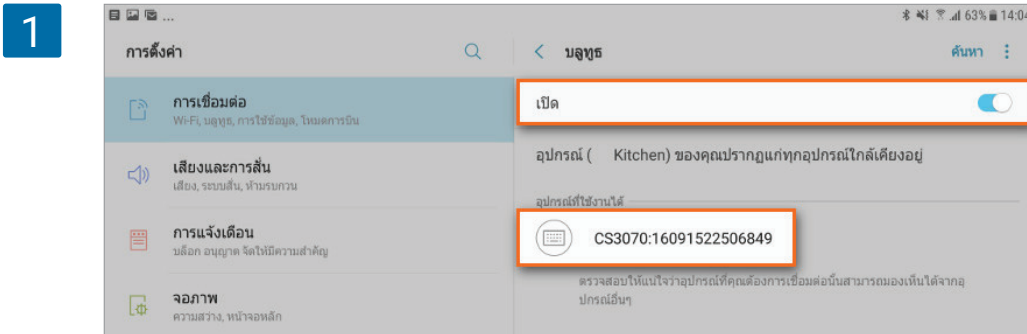 1
... 63% 14:04
การตั้งค่า
การเชื่อมต่อ
Wi-Fi, บลูทูธ, การใช้ข้อมูล, โหมดการบิน
เสียงและการสั่น
เสียง, ระบบสั่น, ห้ามรบกวน
การแจ้งเตือน
บล็อก อนุญาต จัดให้มีความสำคัญ
จอภาพ
ความสว่าง, หน้าจอหลัก
บลูทูธ ค้นหา
เปิด
อุปกรณ์ ( Kitchen) ของคุณปรากฏแก่ทุกอุปกรณ์ใกล้เคียงอยู่
อุปกรณ์ที่ใช้งานได้
CS3070:16091522506849
ตรวจสอบให้แน่ใจว่าอุปกรณ์ที่คุณต้องการเชื่อมต่อนั้นสามารถมองเห็นได้จากอุ
ปกรณ์อื่นๆ